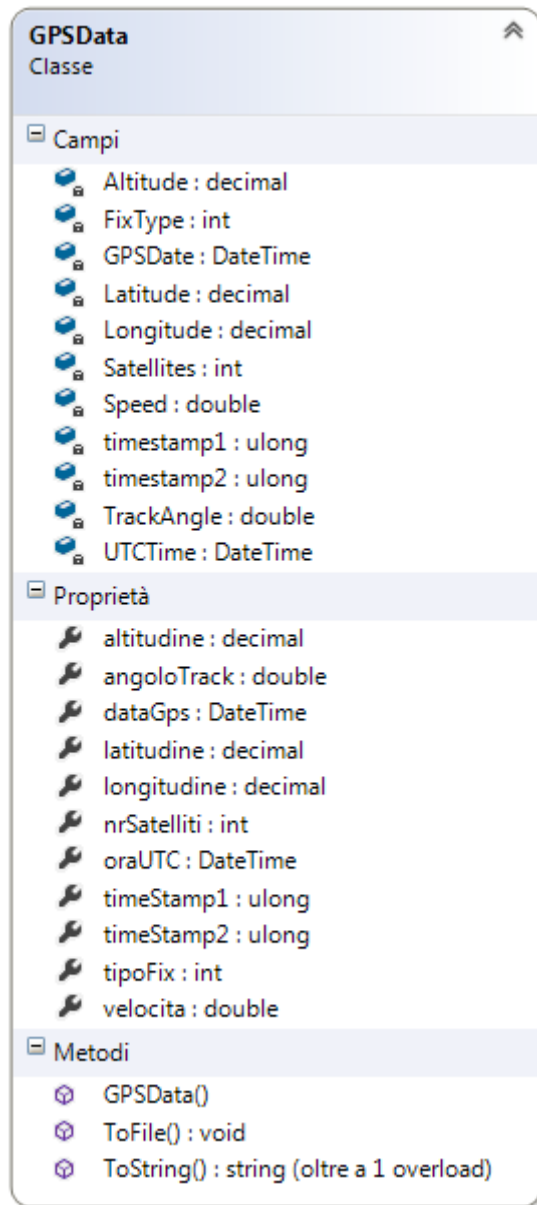 GPSData
Classe
Campi
Altitude : decimal
FixType : int
GPSDate : DateTime
Latitude : decimal
Longitude : decimal
Satellites : int
Speed : double
timestamp1 : ulong
timestamp2 : ulong
TrackAngle : double
UTCTime : DateTime
Proprietà
altitudine : decimal
angoloTrack : double
dataGps : DateTime
latitudine : decimal
longitudine : decimal
nrSatelliti : int
oraUTC : DateTime
timeStamp1 : ulong
timeStamp2 : ulong
tipoFix : int
velocita : double
Metodi
GPSData()
ToFile() : void
ToString() : string (oltre a 1 overload)